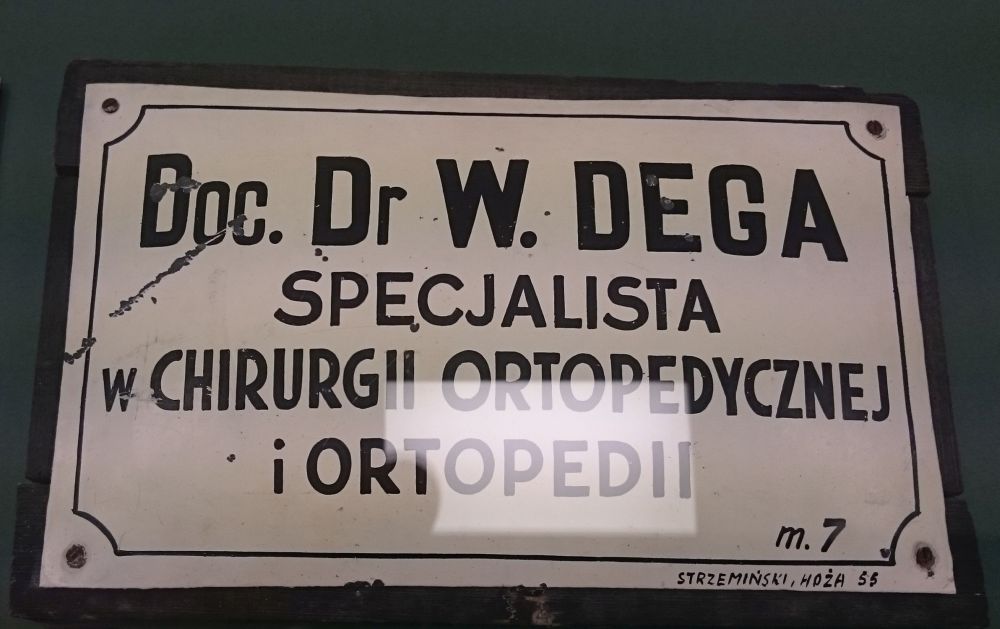 Doc. Dr W. DEGA
SPECJALISTA
w CHIRURGII ORTOPEDYCZNEJ
i ORTOPEDII
m. 7
STRZEMIŃSKI, HOŻA 55